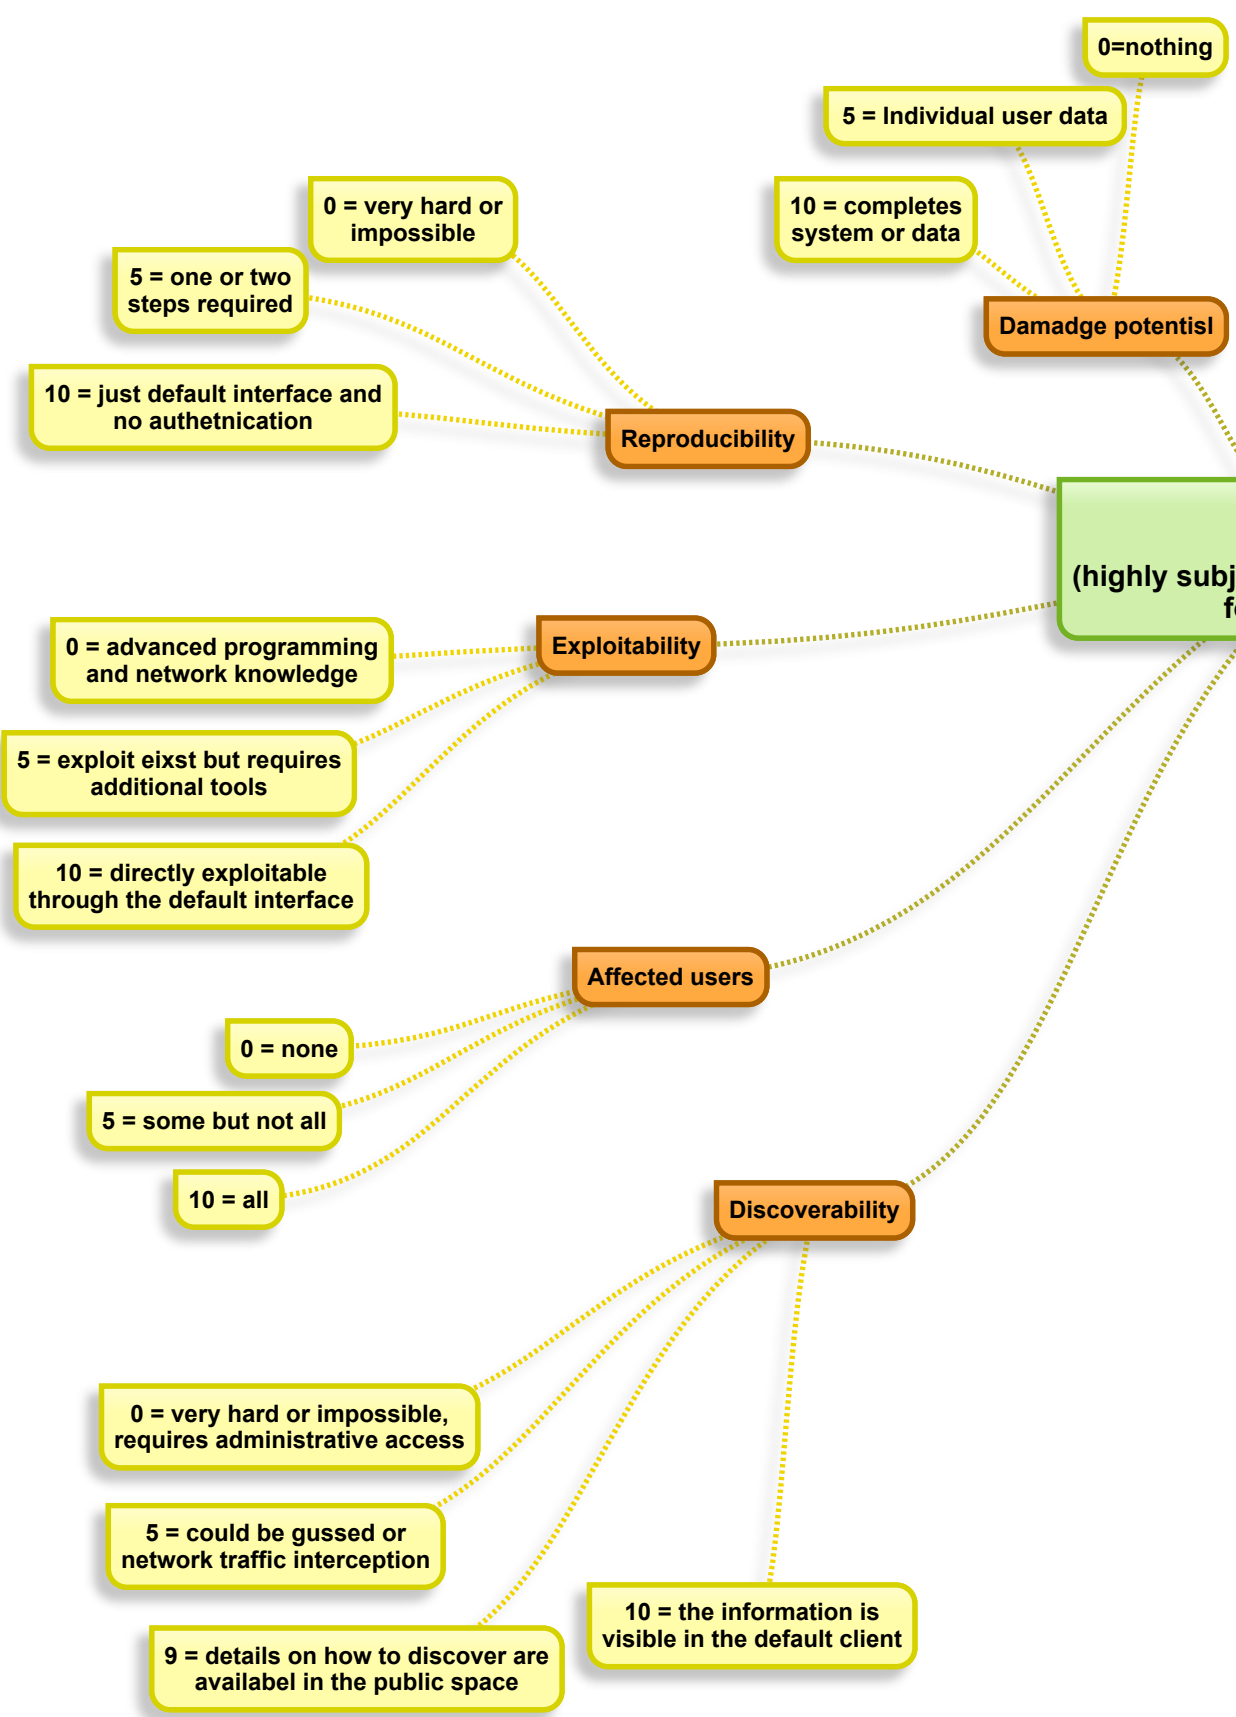 0=nothing
5 = Individual user data
10 = completes
system or data
Damadge potentisl
0 = very hard or
impossible
5 = one or two
steps required
10 = just default interface and
no authetnication
Reproducibility
(highly subj
0 = advanced programming
and network knowledge
Exploitability
5 = exploit eixst but requires
additional tools
10 = directly exploitable
through the default interface
Affected users
0 = none
5 = some but not all
10 = all
Discoverability
0 = very hard or impossible,
requires administrative access
5 = could be gussed or
network traffic interception
9 = details on how to discover are
availabel in the public space
10 = the information is
visible in the default client